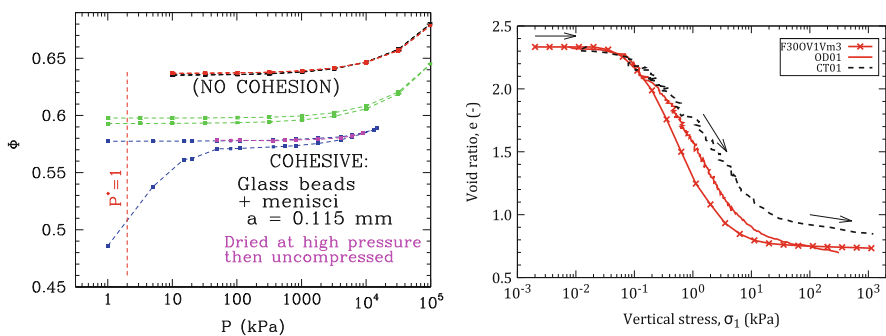 0.65
0.6
0.55
0.5
0.45
Φ
(NO COHESION)
COHESIVE:
Glass beads
+ menisci
a = 0.115 mm
Dried at high pressure
then uncompressed
P*=1
1 10 100 1000 10⁴ 10⁵
P (kPa)
2.5
2.0
1.5
1.0
0.5
Void ratio, e (-)
F30OV1Vm3
OD01
CT01
10⁻³ 10⁻² 10⁻¹ 10⁰ 10¹ 10² 10³
Vertical stress, σ₁ (kPa)